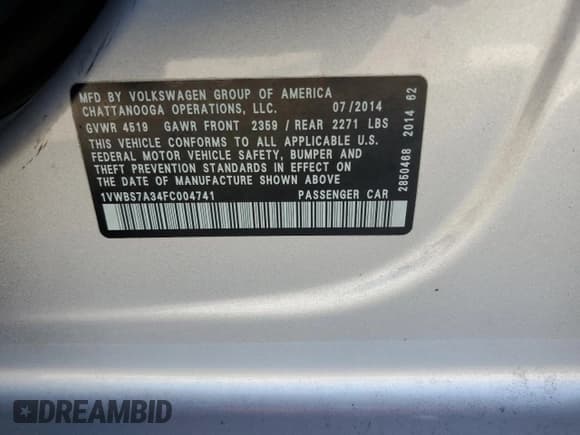 MFD BY VOLKSWAGEN GROUP OF AMERICA
CHATTANOOGA OPERATIONS, LLC. 07/2014
GVWR 4519 GAWR FRONT 2359 / REAR 2271 LBS
THIS VEHICLE CONFORMS TO ALL APPLICABLE U.S.
FEDERAL MOTOR VEHICLE SAFETY, BUMPER AND
THEFT PREVENTION STANDARDS IN EFFECT ON
THE DATE OF MANUFACTURE SHOWN ABOVE
1VWBS7A34FC004741 PASSENGER CAR
2850468 2014 62
DREAMBID